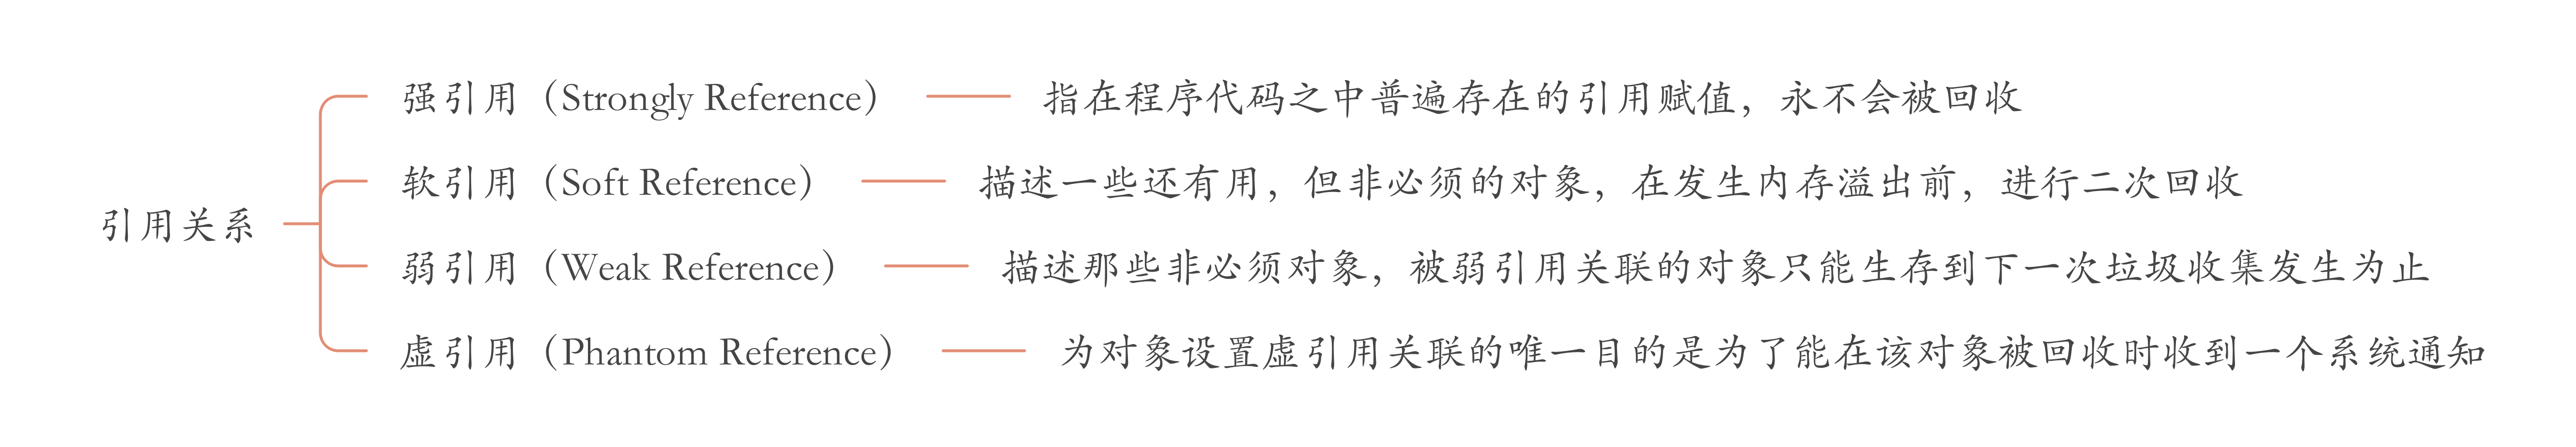 引用关系
强引用（Strongly Reference） 指在程序代码之中普遍存在的引用赋值，永不会被回收
软引用（Soft Reference） 描述一些还有用，但非必须的对象，在发生内存溢出前，进行二次回收
弱引用（Weak Reference） 描述那些非必须对象，被弱引用关联的对象只能生存到下一次垃圾收集发生为止
虚引用（Phantom Reference） 为对象设置虚引用关联的唯一目的是为了能在该对象被回收时收到一个系统通知